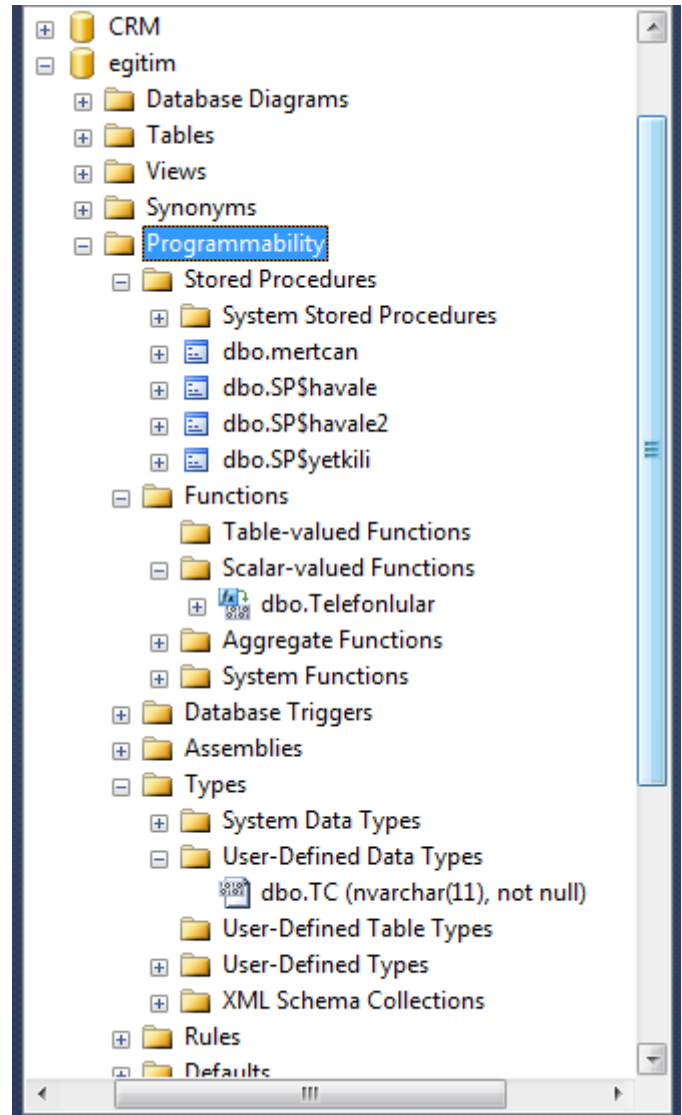 CRM
egitim
Database Diagrams
Tables
Views
Synonyms
Programmability
Stored Procedures
System Stored Procedures
dbo.mertcan
dbo.SP$havale
dbo.SP$havale2
dbo.SP$yetkili
Functions
Table-valued Functions
Scalar-valued Functions
dbo.Telefonlular
Aggregate Functions
System Functions
Database Triggers
Assemblies
Types
System Data Types
User-Defined Data Types
dbo.TC (nvarchar(11), not null)
User-Defined Table Types
User-Defined Types
XML Schema Collections
Rules
Defaults